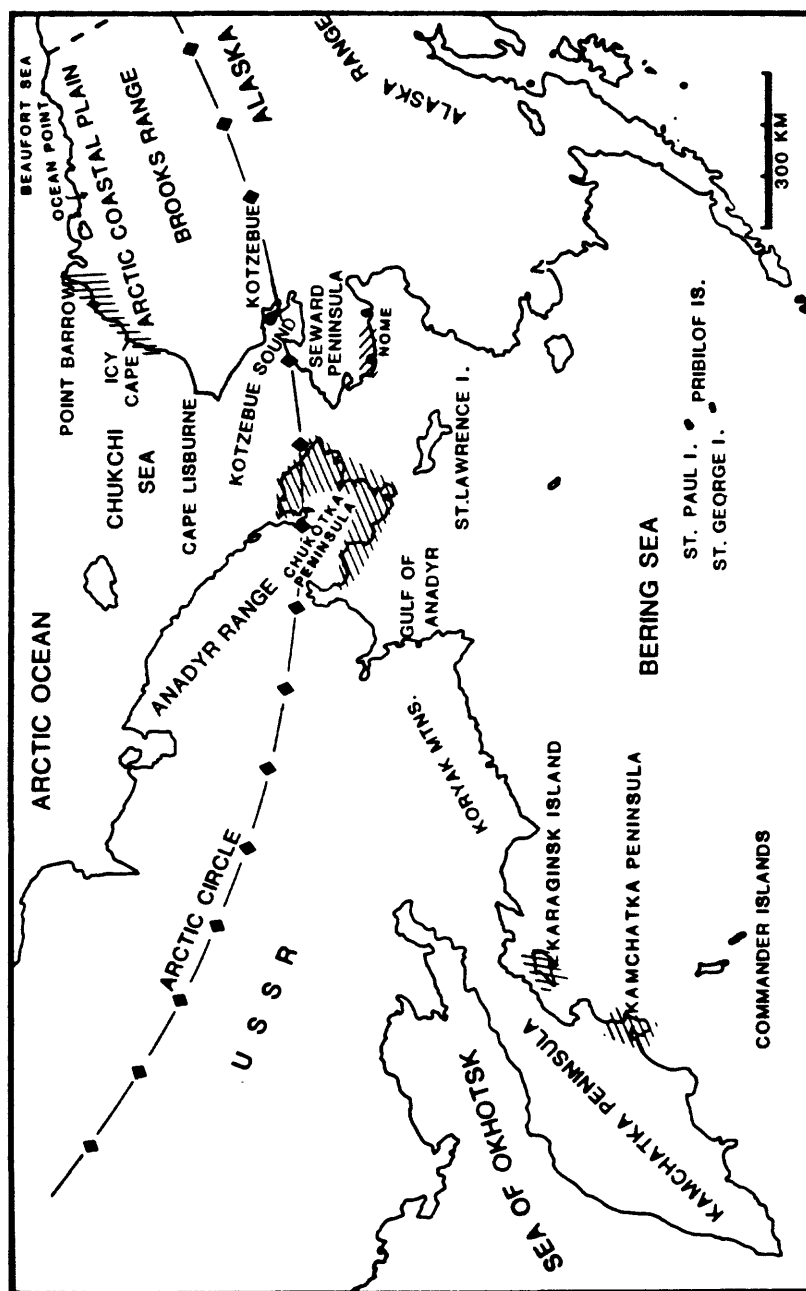 BEAUFORT SEA
OCEAN POINT
ARCTIC COASTAL PLAIN
BROOKS RANGE
ALASKA
ALASKA RANGE
POINT BARROW
ICY
CAPE
CHUKCHI
SEA
CAPE LISBURNE
KOTZEBUE
KOTZEBUE SOUND
SEWARD
PENINSULA
NOME
ARCTIC OCEAN
ANADYR RANGE
CHUKOTKA
PENINSULA
ST. LAWRENCE I.
GULF OF
ANADYR
ARCTIC CIRCLE
USSR
KORYAK MTNS.
BERING SEA
ST. PAUL I.
PRIBILOF IS.
ST. GEORGE I.
300 KM
KARAGINSK ISLAND
KAMCHATKA PENINSULA
COMMANDER ISLANDS
SEA OF OKHOTSK
KAMCHATKA PENINSULA